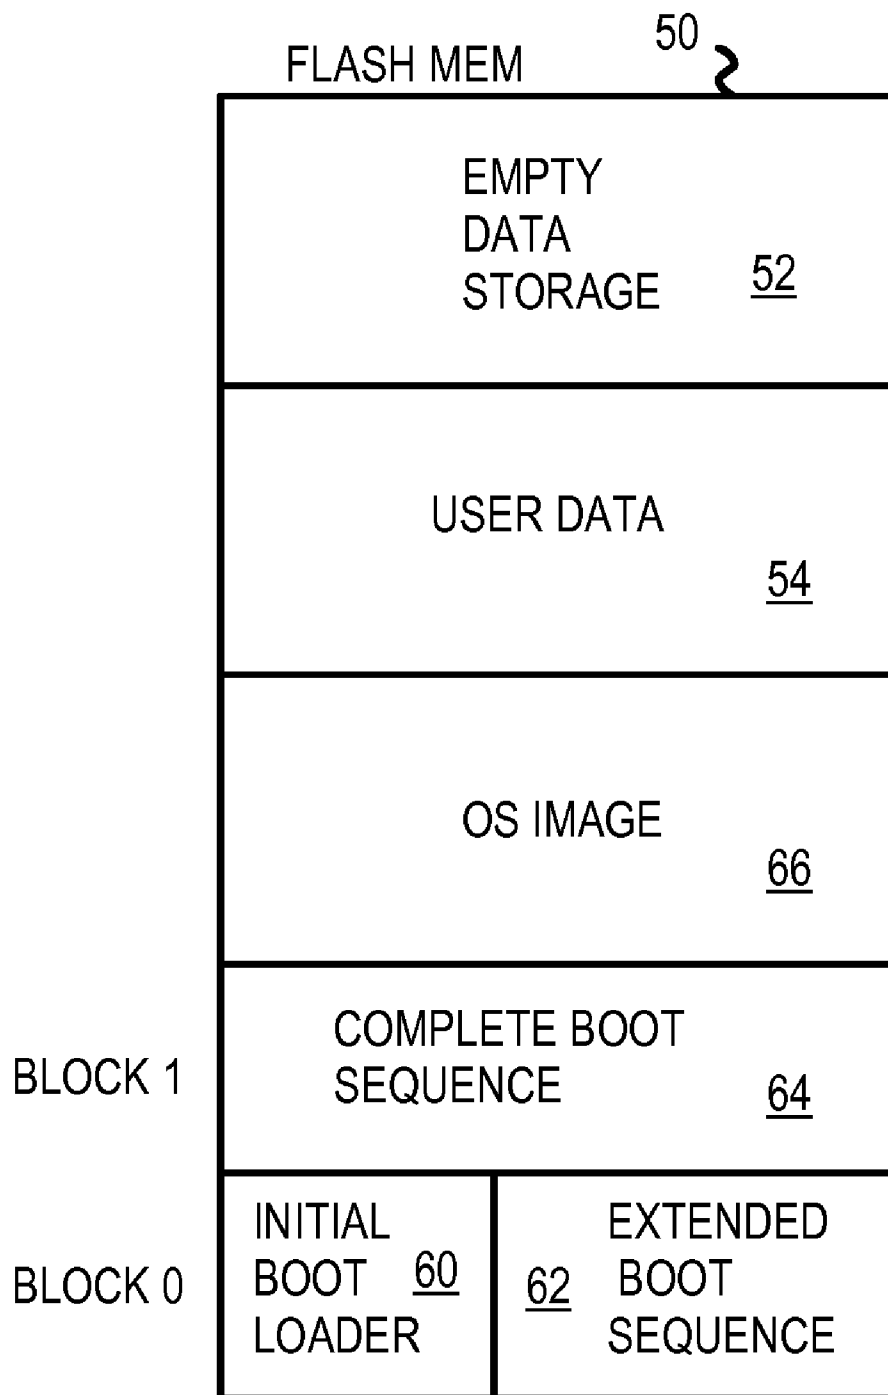 50
FLASH MEM
EMPTY
DATA
STORAGE
52
USER DATA
54
OS IMAGE
66
COMPLETE BOOT
SEQUENCE
64
BLOCK 1
INITIAL
BOOT
LOADER
60
EXTENDED
BOOT
SEQUENCE
62
BLOCK 0